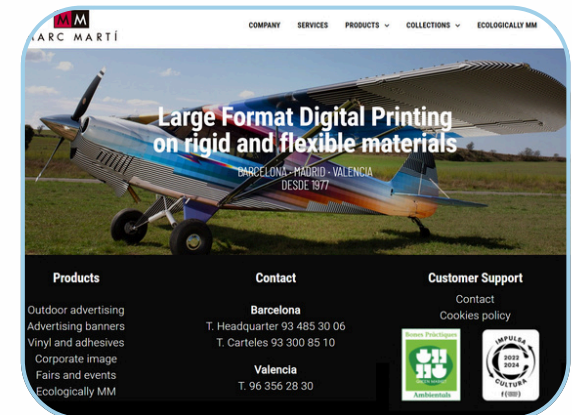 MM
MARC MARTÍ
COMPANY SERVICES PRODUCTS COLLECTIONS ECOLOGICALLY MM
Large Format Digital Printing
on rigid and flexible materials
BARCELONA - MADRID - VALENCIA
DESDE 1977
Products
Outdoor advertising
Advertising banners
Vinyl and adhesives
Corporate image
Fairs and events
Ecologically MM
Contact
Barcelona
T. Headquarter 93 485 30 06
T. Carteles 93 300 85 10
Valencia
T. 96 356 28 30
Customer Support
Contact
Cookies policy
Bones Pràctiques
Ambientals
IMPULSA
2023
2024
CULTURA